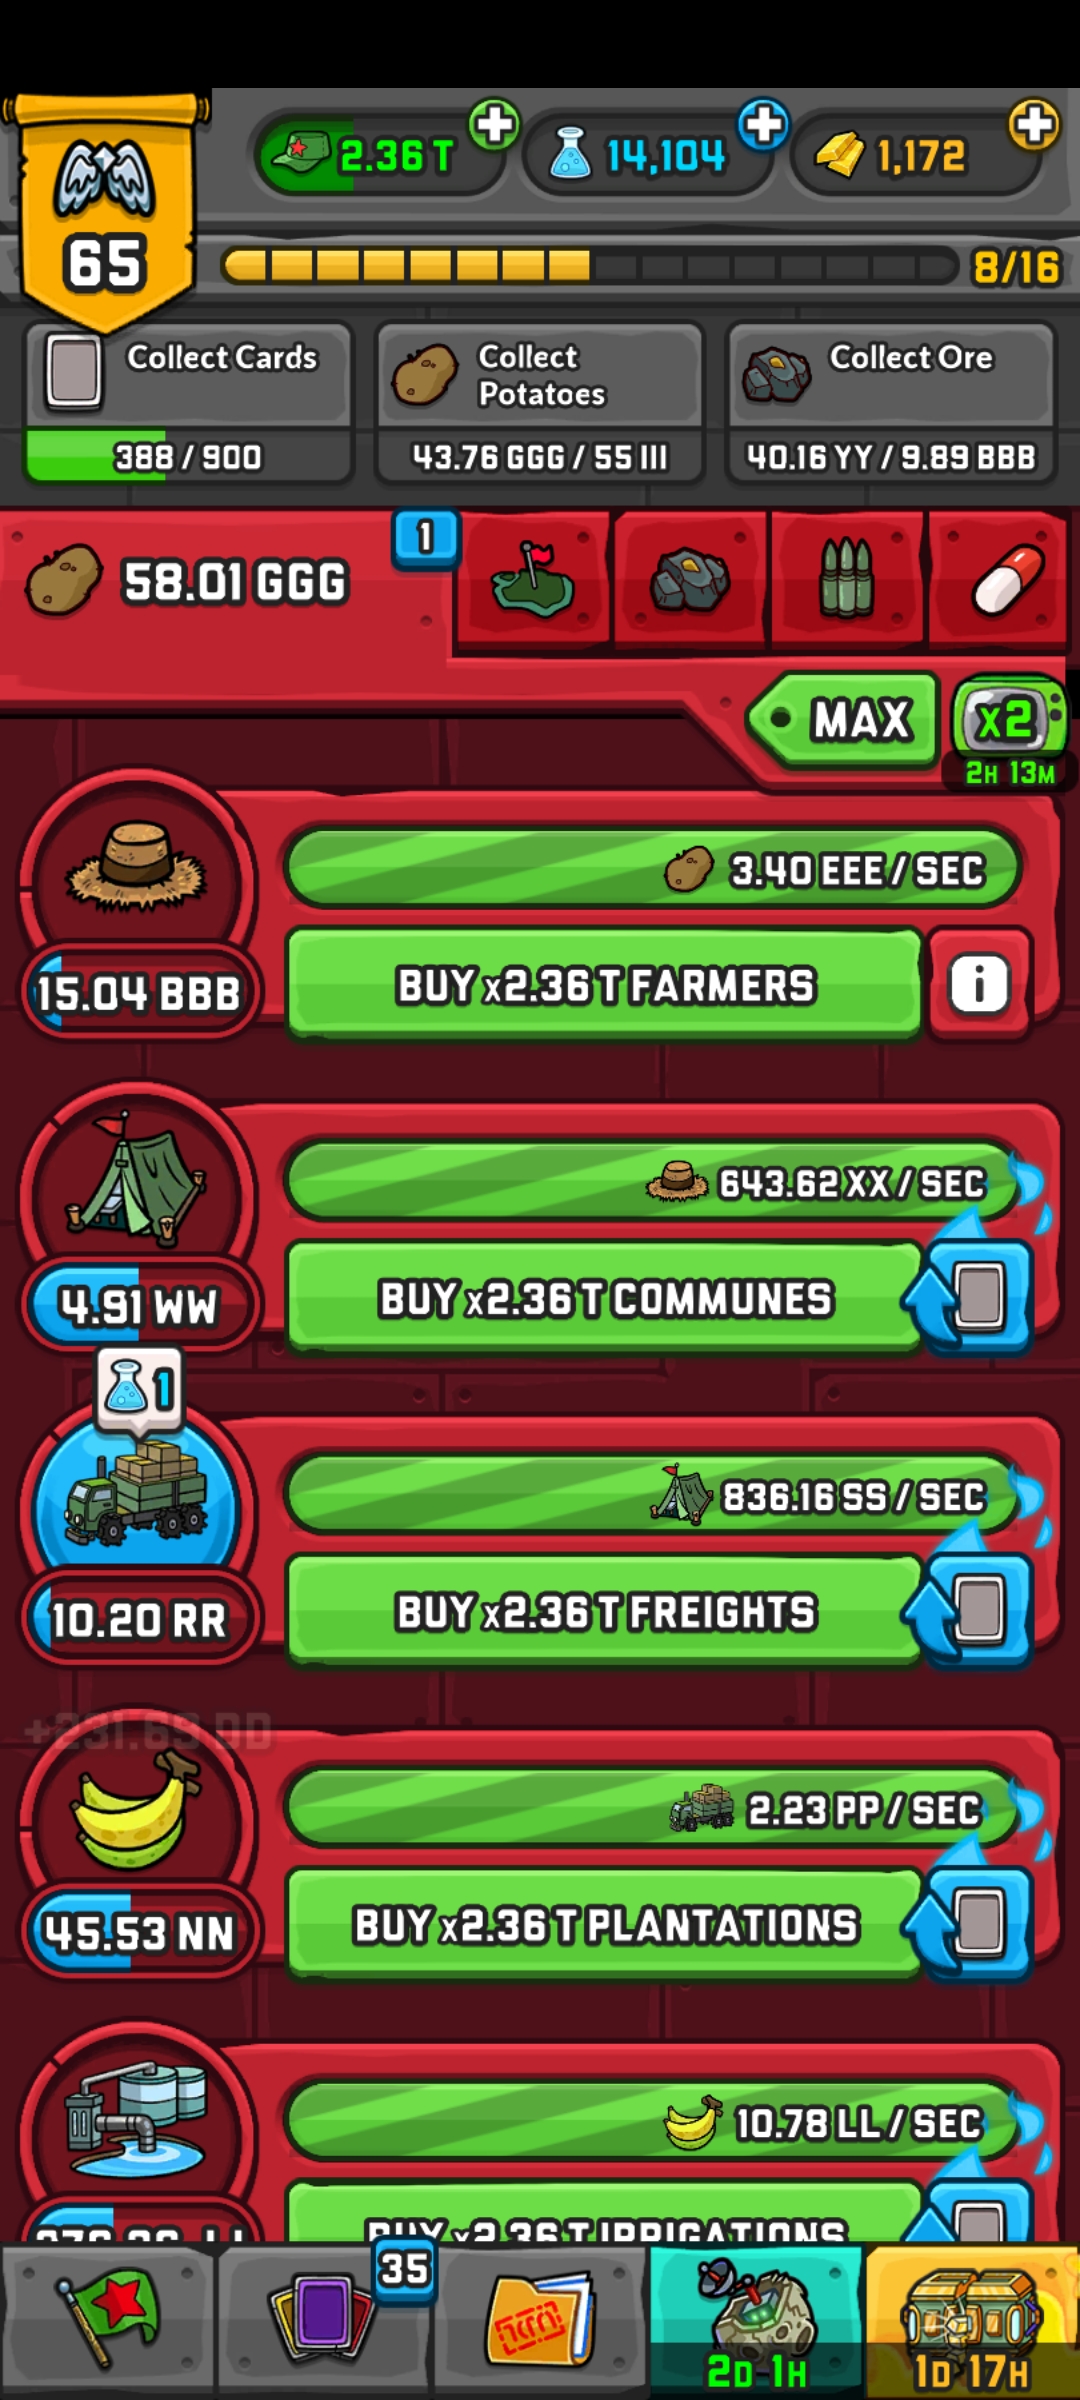 2.36 T
14,104
1,172
65
8/16
Collect Cards
388 / 900
Collect
Potatoes
43.76 GGG / 55 III
Collect Ore
40.16 YY / 9.89 BBB
58.01 GGG
1
MAX
x2
2H 13M
3.40 EEE / SEC
15.04 BBB
BUY x2.36 T FARMERS
i
643.62 XX / SEC
4.91 WW
BUY x2.36 T COMMUNES
1
836.16 SS / SEC
10.20 RR
BUY x2.36 T FREIGHTS
+231.69 DD
2.23 PP / SEC
45.53 NN
BUY x2.36 T PLANTATIONS
10.78 LL / SEC
BUY x2.36 T IRRIGATIONS
35
2D 1H
1D 17H